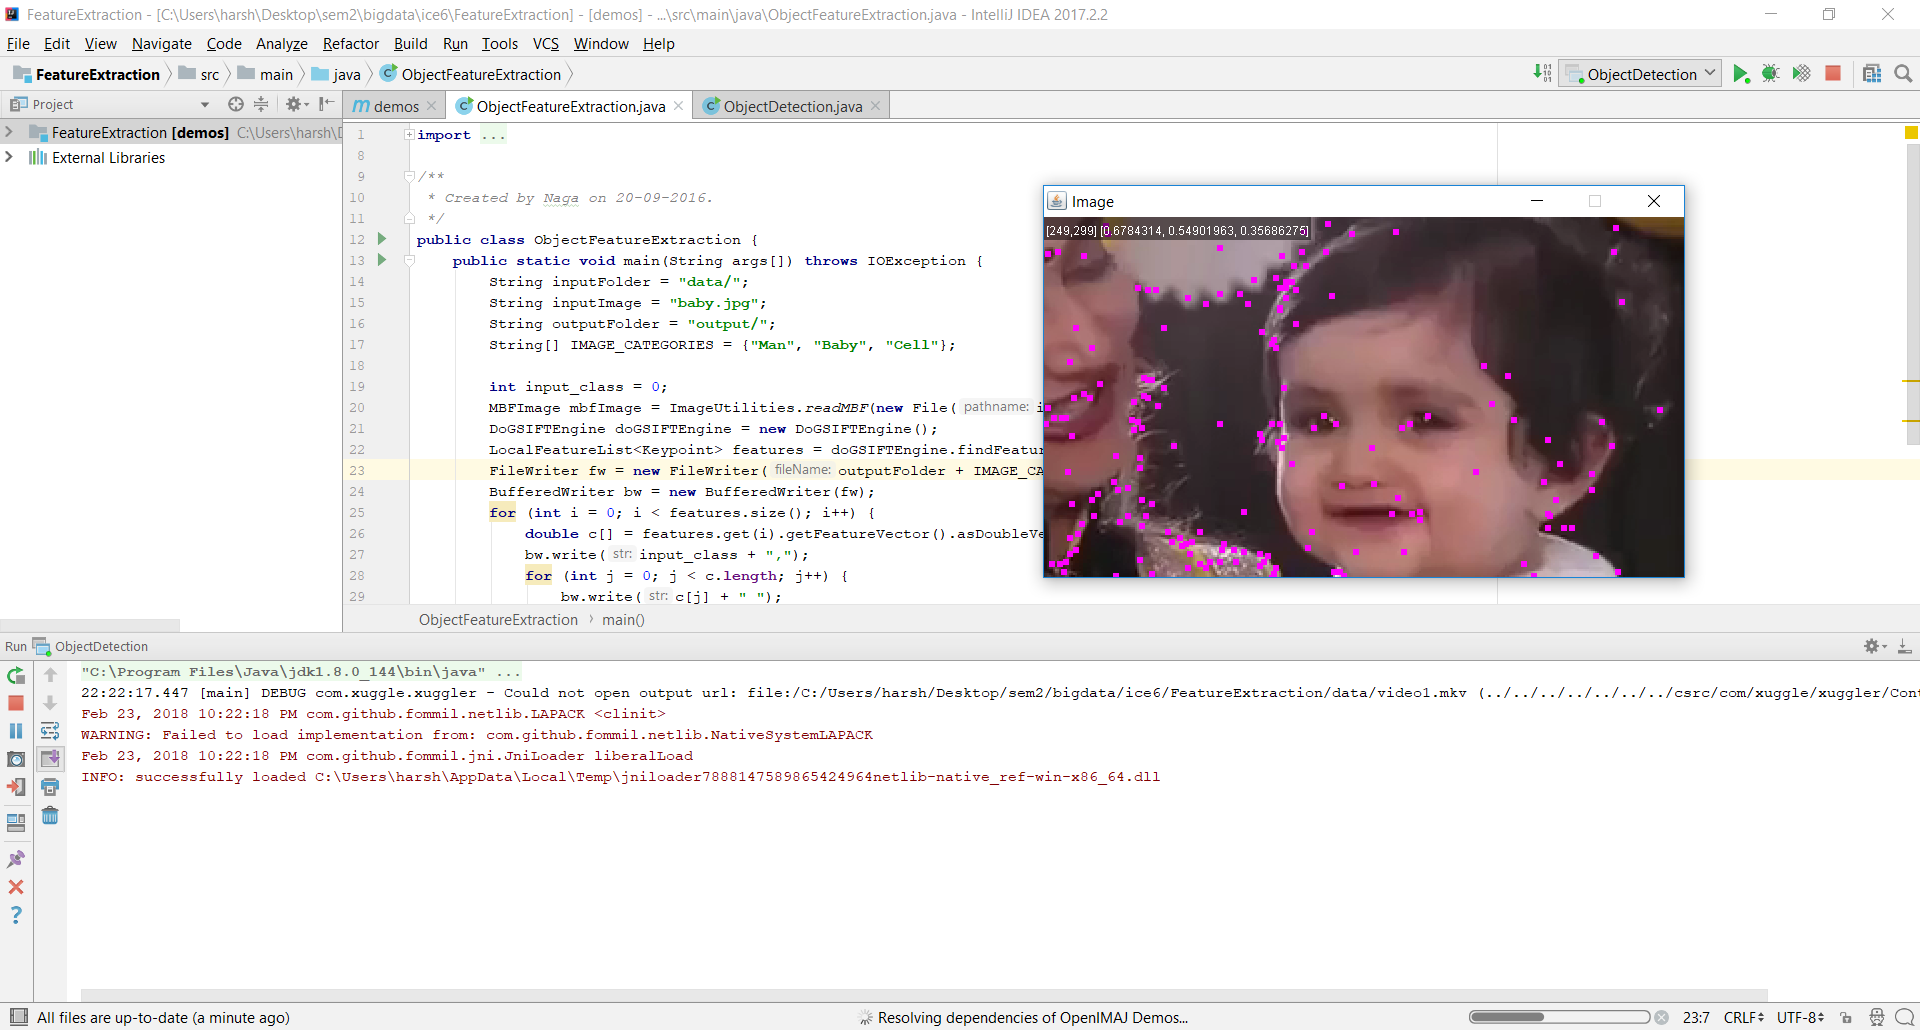 FeatureExtraction - [C:\Users\harsh\Desktop\sem2\bigdata\ice6\FeatureExtraction] - [demos] - ...\src\main\java\ObjectFeatureExtraction.java - IntelliJ IDEA 2017.2.2
File Edit View Navigate Code Analyze Refactor Build Run Tools VCS Window Help
FeatureExtraction src main java ObjectFeatureExtraction
ObjectDetection
Project
demos ObjectFeatureExtraction.java ObjectDetection.java
FeatureExtraction [demos] C:\Users\harsh\D
External Libraries
1 import ...
8
9 /**
10 * Created by Naga on 20-09-2016.
11 */
12 public class ObjectFeatureExtraction {
13 public static void main(String args[]) throws IOException {
14 String inputFolder = "data/";
15 String inputImage = "baby.jpg";
16 String outputFolder = "output/";
17 String[] IMAGE_CATEGORIES = {"Man", "Baby", "Cell"};
18
19 int input_class = 0;
20 MBFImage mbfImage = ImageUtilities.readMBF(new File( pathname: i
21 DoGSIFTEngine doGSIFTEngine = new DoGSIFTEngine();
22 LocalFeatureList<Keypoint> features = doGSIFTEngine.findFeatur
23 FileWriter fw = new FileWriter( fileName: outputFolder + IMAGE_CA
24 BufferedWriter bw = new BufferedWriter(fw);
25 for (int i = 0; i < features.size(); i++) {
26 double c[] = features.get(i).getFeatureVector().asDoubleVe
27 bw.write( str: input_class + ",");
28 for (int j = 0; j < c.length; j++) {
29 bw.write( str: c[j] + " ");
ObjectFeatureExtraction › main()
Image
[249,299] [0.6784314, 0.54901963, 0.35686275]
Run ObjectDetection
"C:\Program Files\Java\jdk1.8.0_144\bin\java" ...
22:22:17.447 [main] DEBUG com.xuggle.xuggler - Could not open output url: file:/C:/Users/harsh/Desktop/sem2/bigdata/ice6/FeatureExtraction/data/video1.mkv (../../../../../../../csrc/com/xuggle/xuggler/Cont
Feb 23, 2018 10:22:18 PM com.github.fommil.netlib.LAPACK <clinit>
WARNING: Failed to load implementation from: com.github.fommil.netlib.NativeSystemLAPACK
Feb 23, 2018 10:22:18 PM com.github.fommil.jni.JniLoader liberalLoad
INFO: successfully loaded C:\Users\harsh\AppData\Local\Temp\jniloader7888147589865424964netlib-native_ref-win-x86_64.dll
All files are up-to-date (a minute ago)
Resolving dependencies of OpenIMAJ Demos...
23:7 CRLF UTF-8